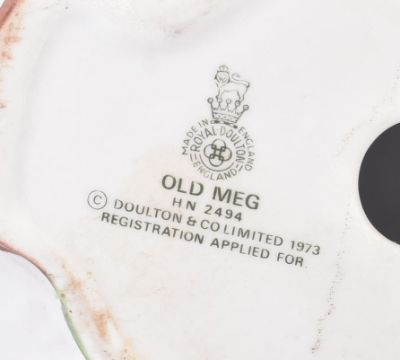 MADE IN ENGLAND
ROYAL DOULTON
ENGLAND
OLD MEG
HN 2494
© DOULTON & CO LIMITED 1973
REGISTRATION APPLIED FOR.